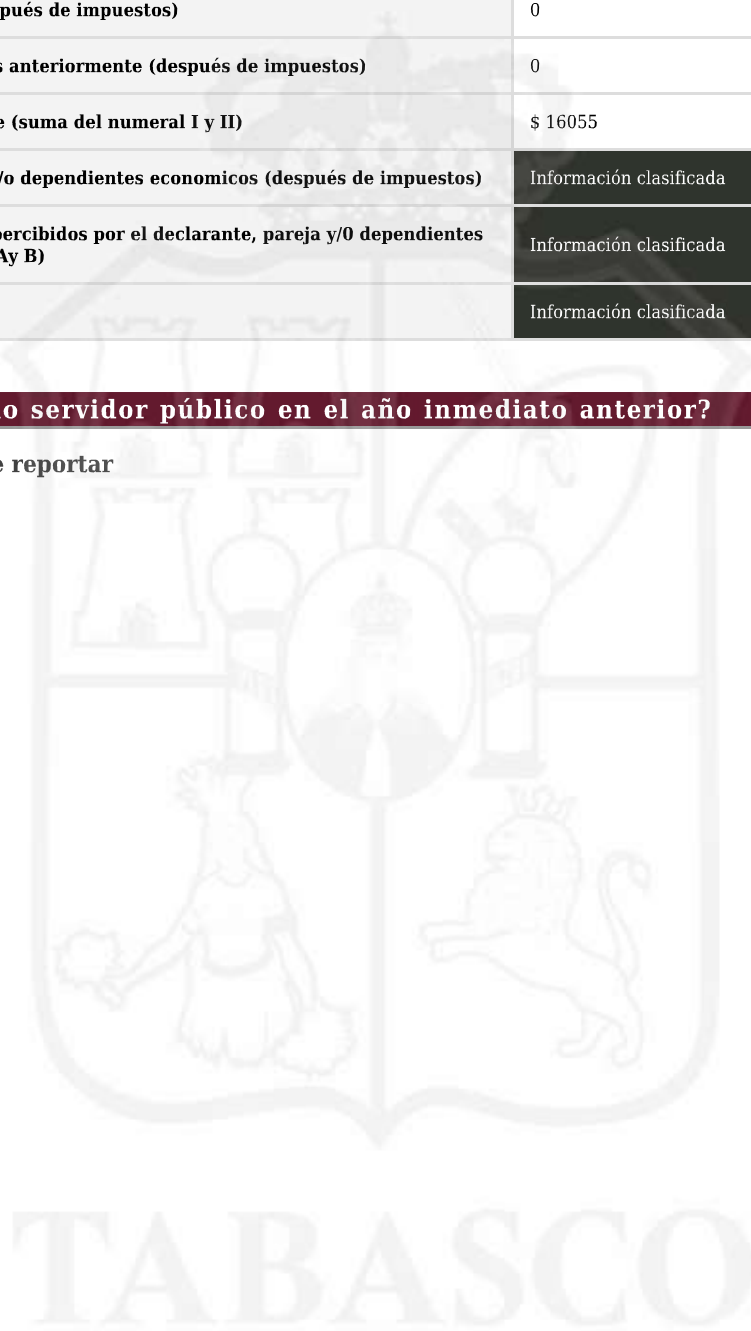 pués de impuestos) 0
s anteriormente (después de impuestos) 0
e (suma del numeral I y II) $ 16055
/o dependientes economicos (después de impuestos) Información clasificada
percibidos por el declarante, pareja y/0 dependientes Información clasificada
Ay B)
Información clasificada
o servidor público en el año inmediato anterior?
e reportar
TABASCO